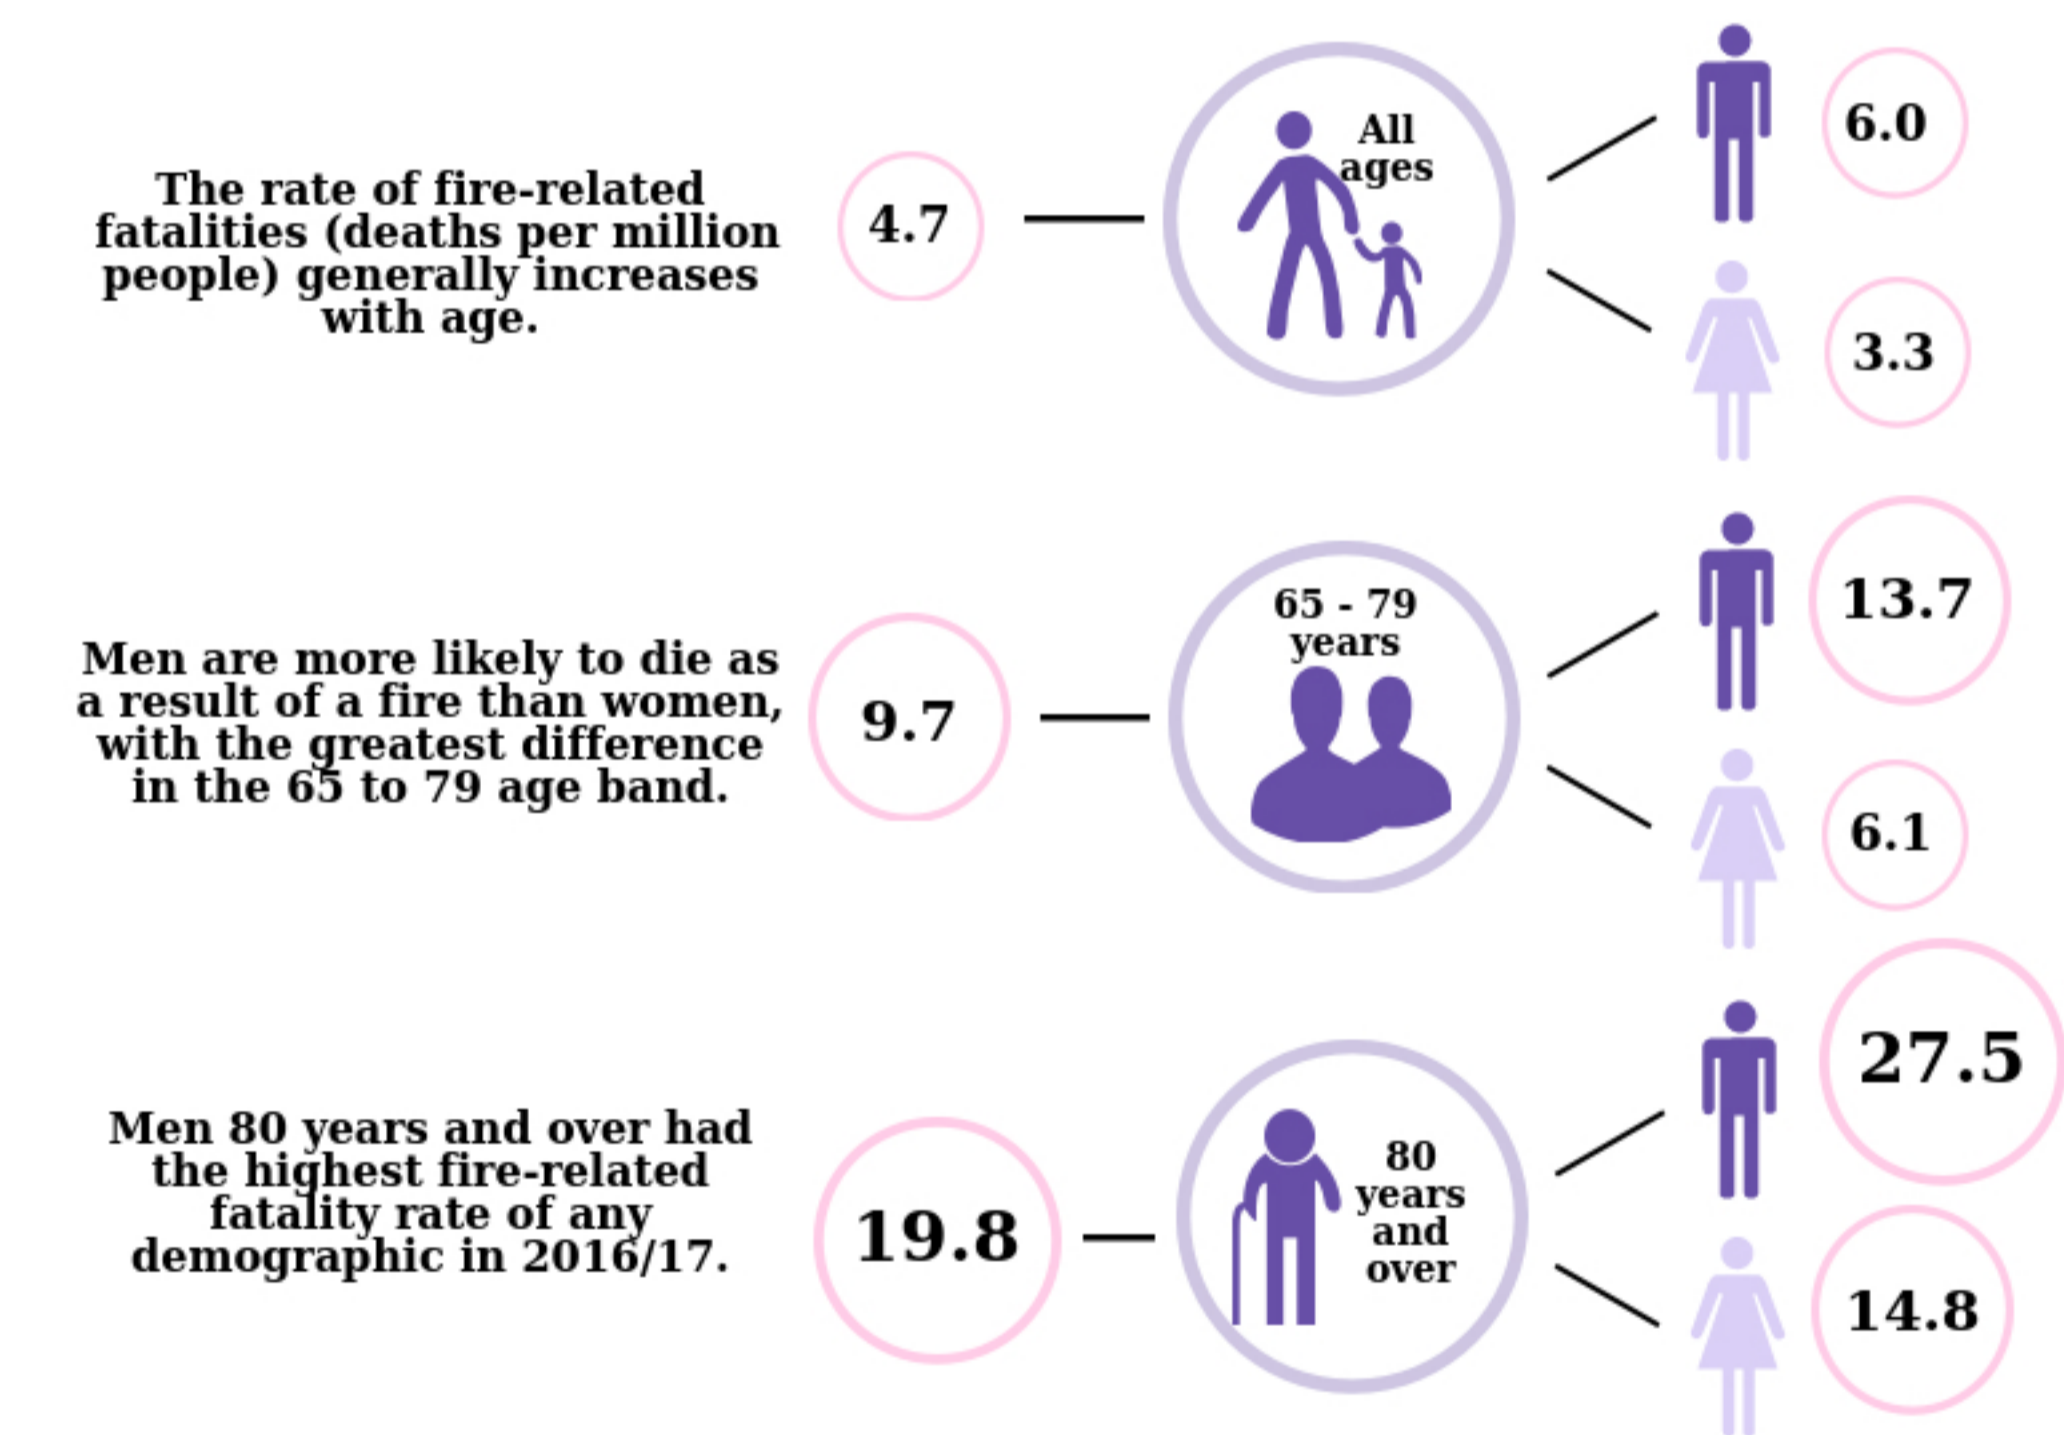 The rate of fire-related
fatalities (deaths per million
people) generally increases
with age.
4.7
All
ages
6.0
3.3
Men are more likely to die as
a result of a fire than women,
with the greatest difference
in the 65 to 79 age band.
9.7
65 - 79
years
13.7
6.1
Men 80 years and over had
the highest fire-related
fatality rate of any
demographic in 2016/17.
19.8
80
years
and
over
27.5
14.8